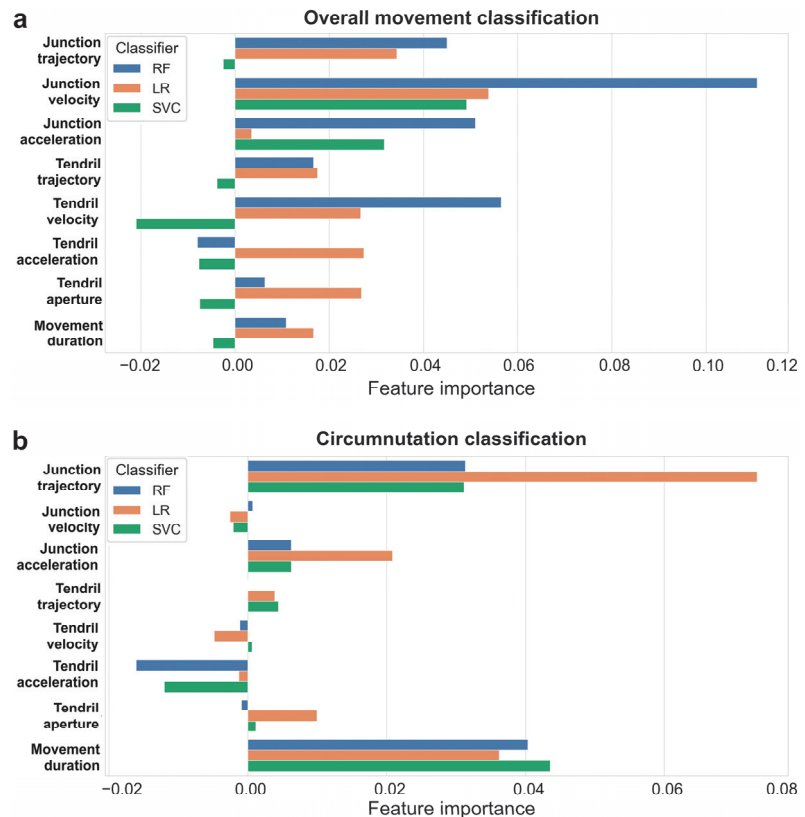 a
Overall movement classification
Junction
trajectory
Junction
velocity
Junction
acceleration
Tendril
trajectory
Tendril
velocity
Tendril
acceleration
Tendril
aperture
Movement
duration
Classifier
RF
LR
SVC
−0.02 0.00 0.02 0.04 0.06 0.08 0.10 0.12
Feature importance
b
Circumnutation classification
Junction
trajectory
Junction
velocity
Junction
acceleration
Tendril
trajectory
Tendril
velocity
Tendril
acceleration
Tendril
aperture
Movement
duration
Classifier
RF
LR
SVC
−0.02 0.00 0.02 0.04 0.06 0.08
Feature importance